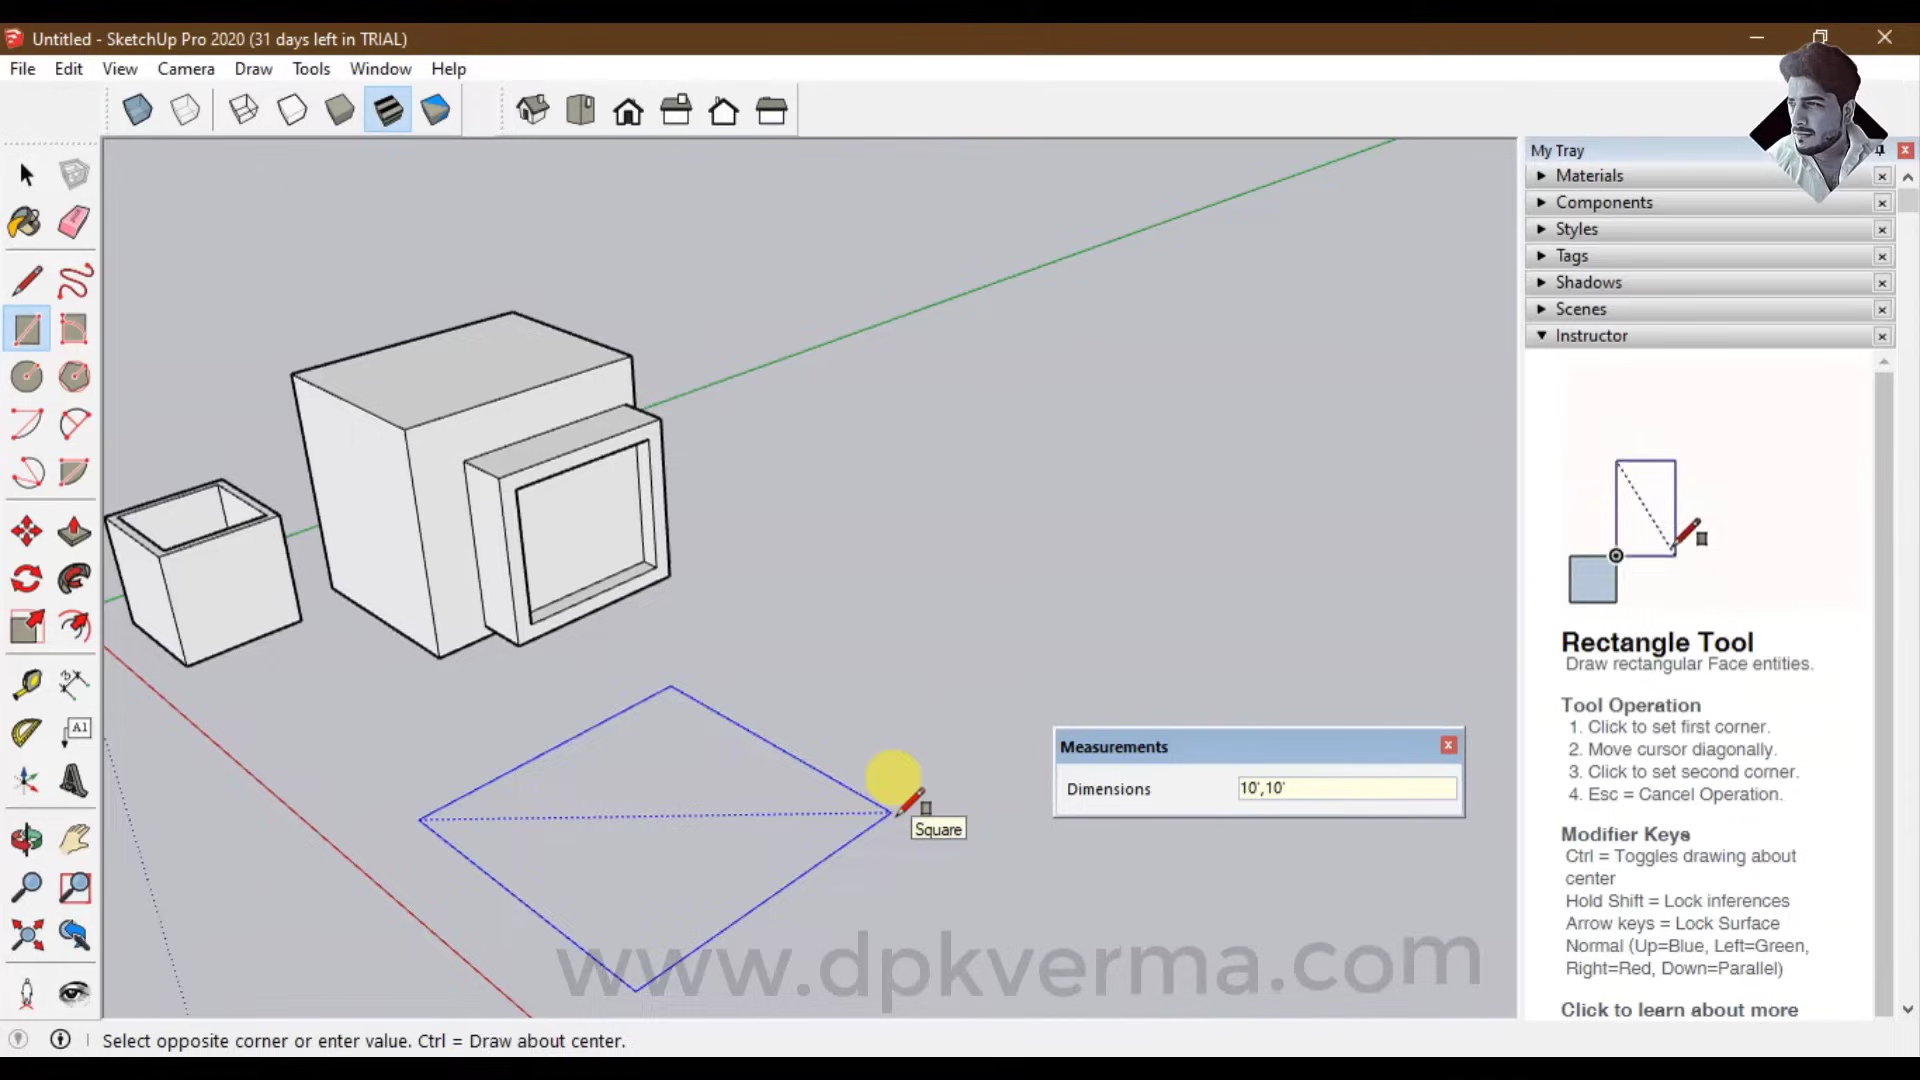 Untitled - SketchUp Pro 2020 (31 days left in TRIAL)
File Edit View Camera Draw Tools Window Help
My Tray
Materials
Components
Styles
Tags
Shadows
Scenes
Instructor
A1
Rectangle Tool
Draw rectangular Face entities.
Tool Operation
1. Click to set first corner.
2. Move cursor diagonally.
3. Click to set second corner.
4. Esc = Cancel Operation.
Modifier Keys
Ctrl = Toggles drawing about
center
Hold Shift = Lock inferences
Arrow keys = Lock Surface
Normal (Up=Blue, Left=Green,
Right=Red, Down=Parallel)
Click to learn about more
Measurements
Dimensions 10',10'
Square
www.dpkverma.com
Select opposite corner or enter value. Ctrl = Draw about center.